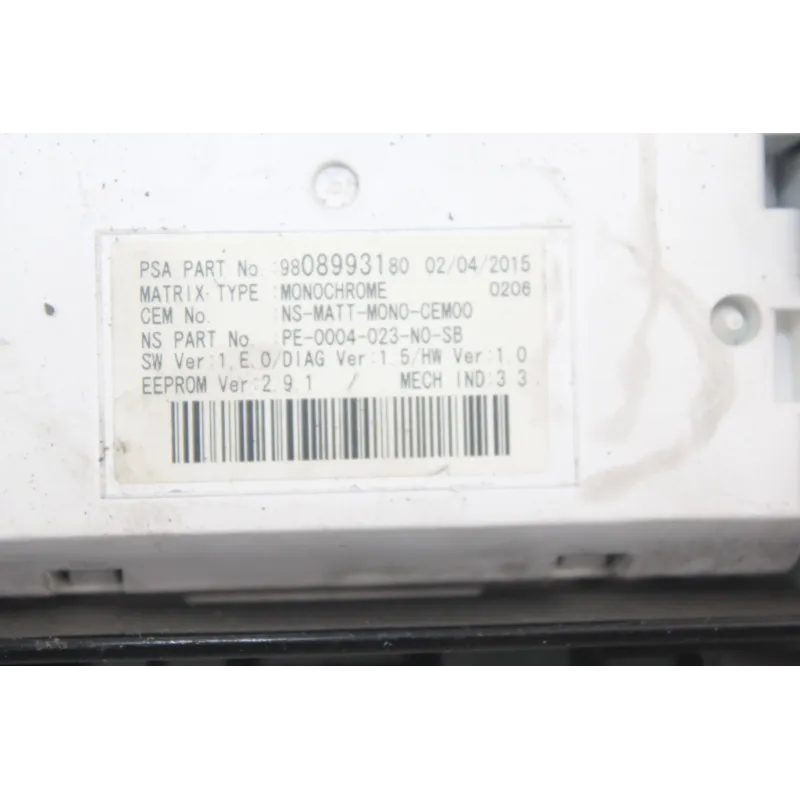 PSA PART No :9808993180 02/04/2015
MATRIX TYPE :MONOCHROME 0206
CEM No. :NS-MATT-MONO-CEM00
NS PART No :PE-0004-023-N0-SB
SW Ver:1.E.0/DIAG Ver:1.5/HW Ver:1.0
EEPROM Ver:2.9.1 / MECH IND:3.3.